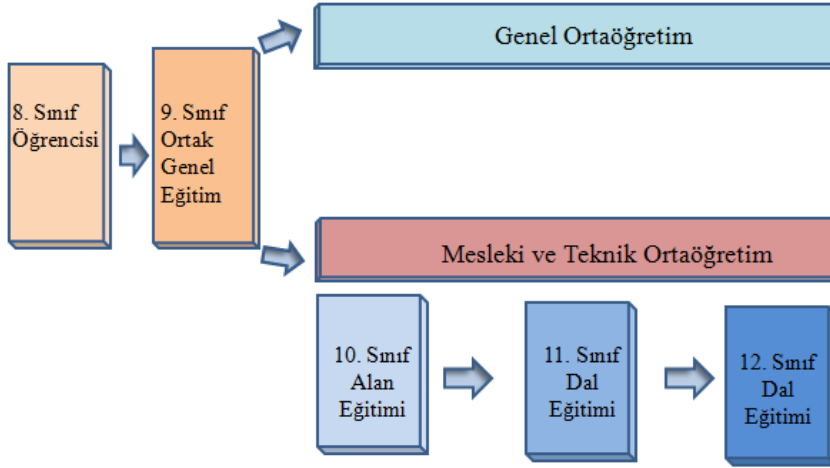 8. Sınıf
Öğrencisi
9. Sınıf
Ortak
Genel
Eğitim
Genel Ortaöğretim
Mesleki ve Teknik Ortaöğretim
10. Sınıf
Alan
Eğitimi
11. Sınıf
Dal
Eğitimi
12. Sınıf
Dal
Eğitimi